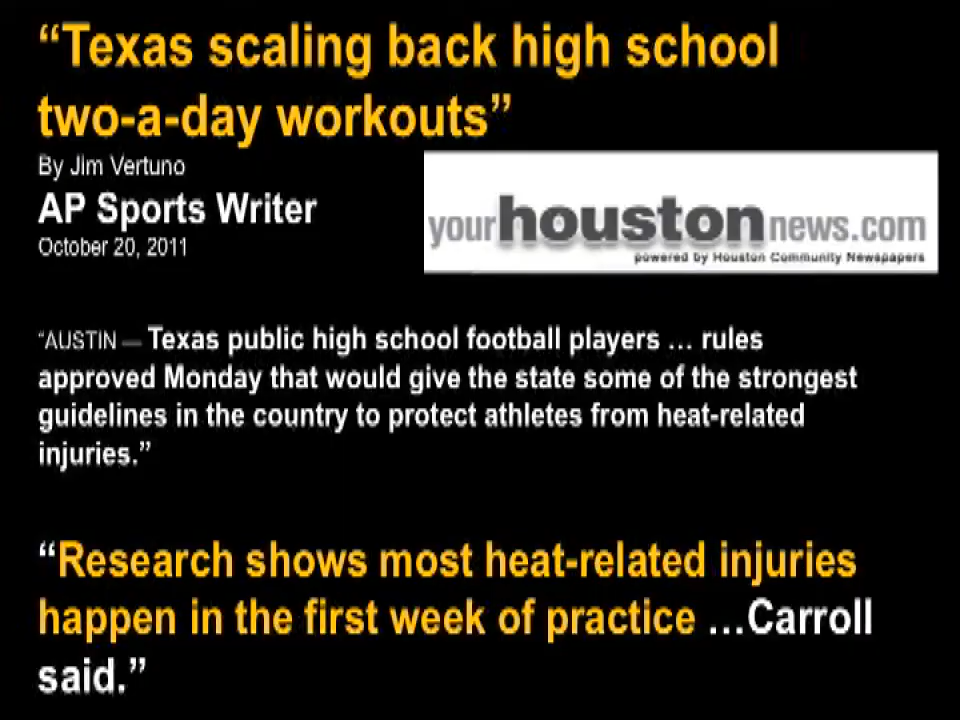 “Texas scaling back high school
two-a-day workouts”
By Jim Vertuno
AP Sports Writer
October 20, 2011
yourhoustonnews.com
powered by Houston Community Newspapers
“AUSTIN — Texas public high school football players … rules
approved Monday that would give the state some of the strongest
guidelines in the country to protect athletes from heat-related
injuries.”
“Research shows most heat-related injuries
happen in the first week of practice …Carroll
said.”